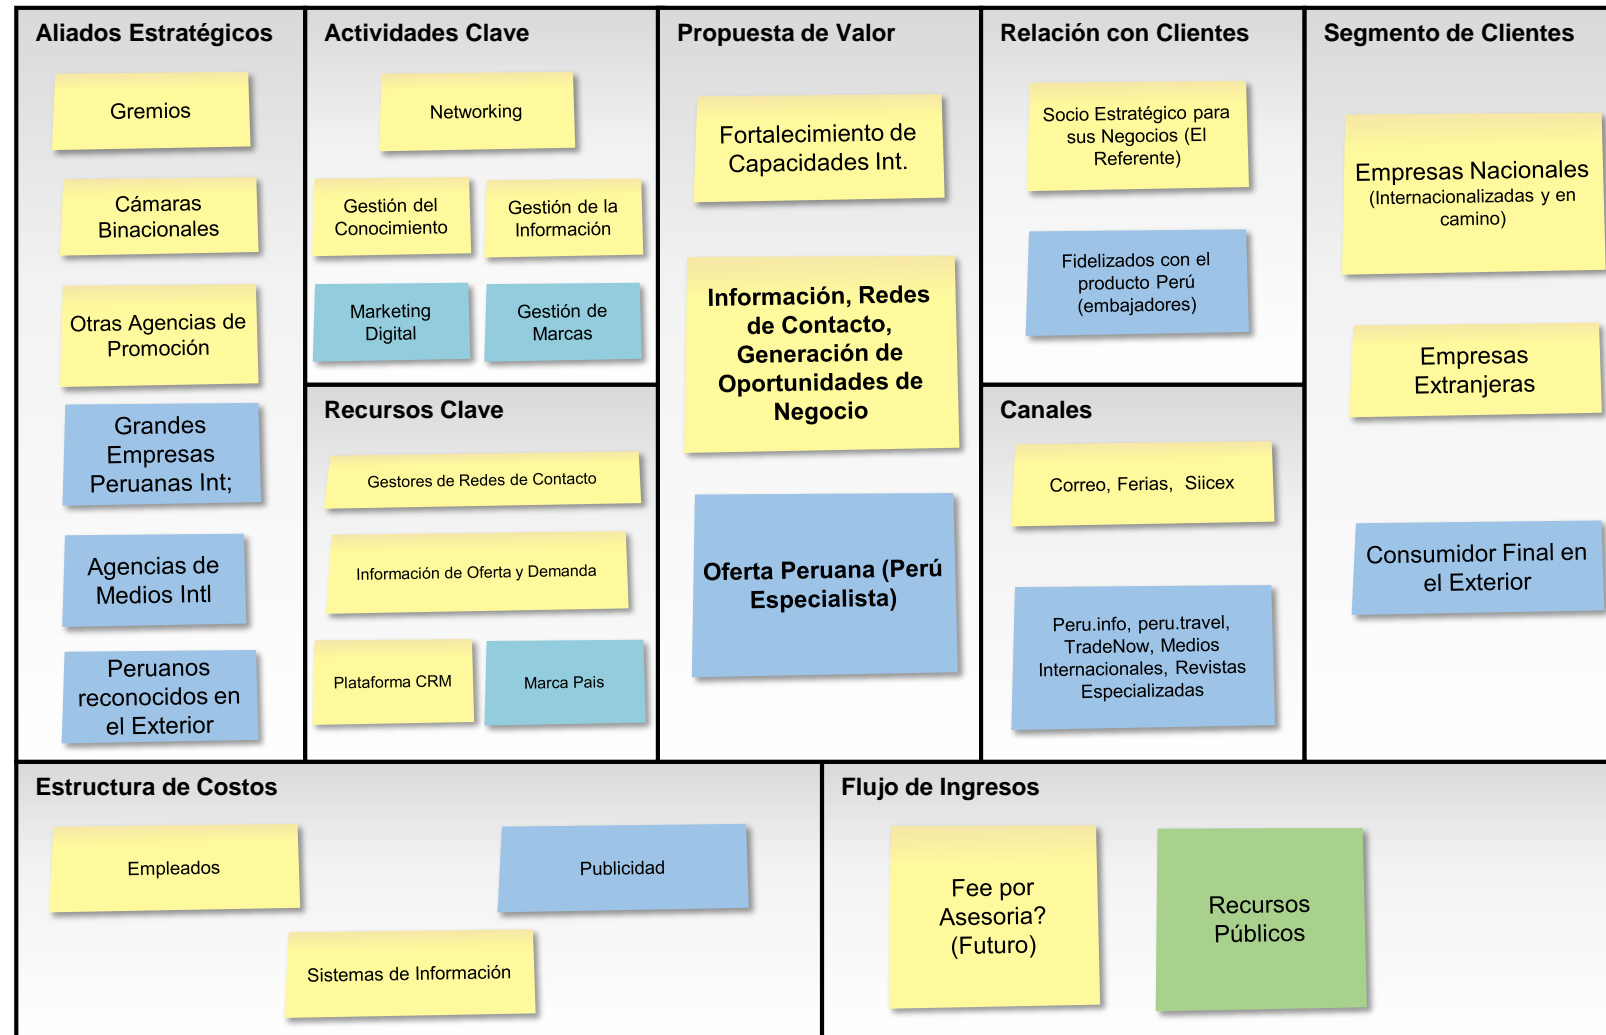 Aliados Estratégicos
Gremios
Cámaras
Binacionales
Otras Agencias de
Promoción
Grandes
Empresas
Peruanas Int;
Agencias de
Medios Intl
Peruanos
reconocidos en
el Exterior
Actividades Clave
Networking
Gestión del
Conocimiento
Gestión de la
Información
Marketing
Digital
Gestión de
Marcas
Recursos Clave
Gestores de Redes de Contacto
Información de Oferta y Demanda
Plataforma CRM
Marca Pais
Propuesta de Valor
Fortalecimiento de
Capacidades Int.
Información, Redes
de Contacto,
Generación de
Oportunidades de
Negocio
Oferta Peruana (Perú
Especialista)
Relación con Clientes
Socio Estratégico para
sus Negocios (El
Referente)
Fidelizados con el
producto Perú
(embajadores)
Canales
Correo, Ferias, Siicex
Peru.info, peru.travel,
TradeNow, Medios
Internacionales, Revistas
Especializadas
Segmento de Clientes
Empresas Nacionales
(Internacionalizadas y en
camino)
Empresas
Extranjeras
Consumidor Final en
el Exterior
Estructura de Costos
Empleados
Publicidad
Sistemas de Información
Flujo de Ingresos
Fee por
Asesoria?
(Futuro)
Recursos
Públicos